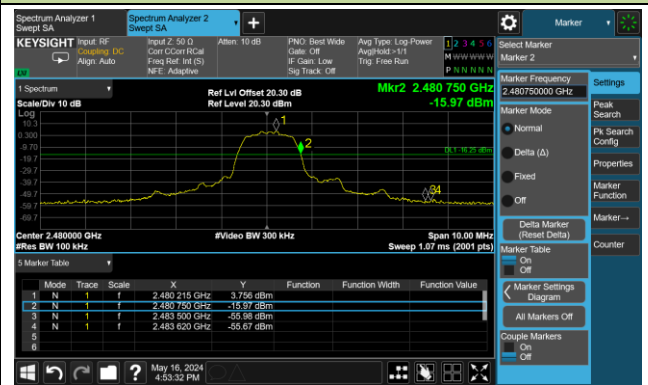 Spectrum Analyzer 1
Swept SA
Spectrum Analyzer 2
Swept SA
Marker
KEYSIGHT
Input: RF
Coupling: DC
Align: Auto
Input Z: 50 Ω
Corr CCorr RCal
Freq Ref: Int (S)
NFE: Adaptive
Atten: 10 dB
PNO: Best Wide
Gate: Off
IF Gain: Low
Sig Track: Off
Avg Type: Log-Power
Avg|Hold:>1/1
Trig: Free Run
1 2 3 4 5 6
M W W W W W
P N N N N N
Select Marker
Marker 2
1 Spectrum
Scale/Div 10 dB
Log
Ref Lvl Offset 20.30 dB
Ref Level 20.30 dBm
Mkr2 2.480 750 GHz
-15.97 dBm
10.3
0.300
-9.70
-19.7
-29.7
-39.7
-49.7
-59.7
-69.7
1
2
DL1 -16.25 dBm
34
Center 2.480000 GHz
#Res BW 100 kHz
#Video BW 300 kHz
Span 10.00 MHz
Sweep 1.07 ms (2001 pts)
5 Marker Table
Mode Trace Scale X Y Function Function Width Function Value
1 N 1 f 2.480 215 GHz 3.756 dBm
2 N 1 f 2.480 750 GHz -15.97 dBm
3 N 1 f 2.483 500 GHz -55.98 dBm
4 N 1 f 2.483 620 GHz -55.67 dBm
5
6
Marker Frequency
2.480750000 GHz
Marker Mode
Normal
Delta (Δ)
Fixed
Off
Delta Marker
(Reset Delta)
Marker Table
On
Off
Marker Settings
Diagram
All Markers Off
Couple Markers
On
Off
Settings
Peak
Search
Pk Search
Config
Properties
Marker
Function
Marker→
Counter
May 16, 2024
4:53:32 PM